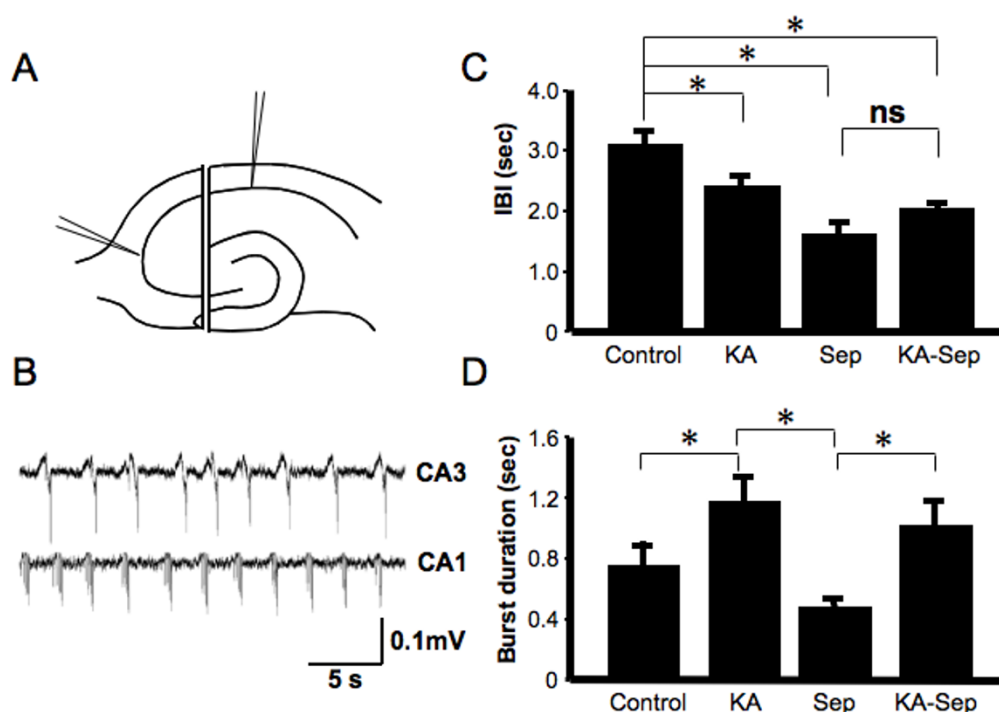 A
B
CA3
CA1
0.1mV
5 s
C
*
*
*
ns
IBI (sec)
4.0
3.0
2.0
1.0
0
Control KA Sep KA-Sep
D
*
*
*
Burst duration (sec)
1.6
1.2
0.8
0.4
0
Control KA Sep KA-Sep